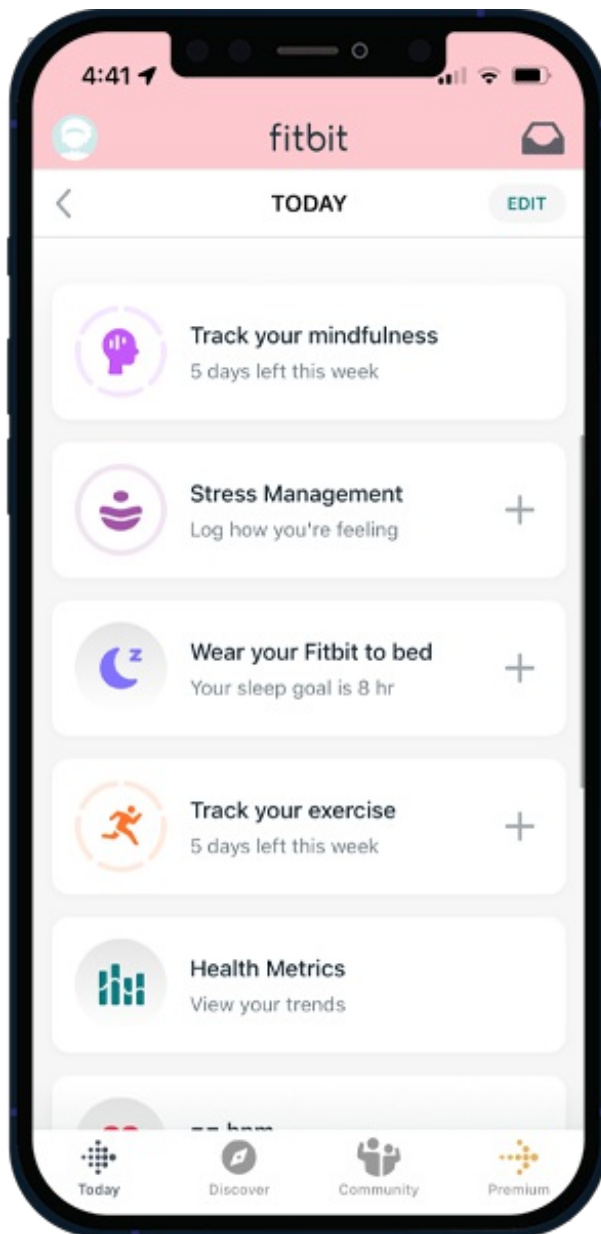 4:41
fitbit
TODAY
EDIT
Track your mindfulness
5 days left this week
Stress Management
Log how you're feeling
z
Wear your Fitbit to bed
Your sleep goal is 8 hr
Track your exercise
5 days left this week
Health Metrics
View your trends
Today
Discover
Community
Premium